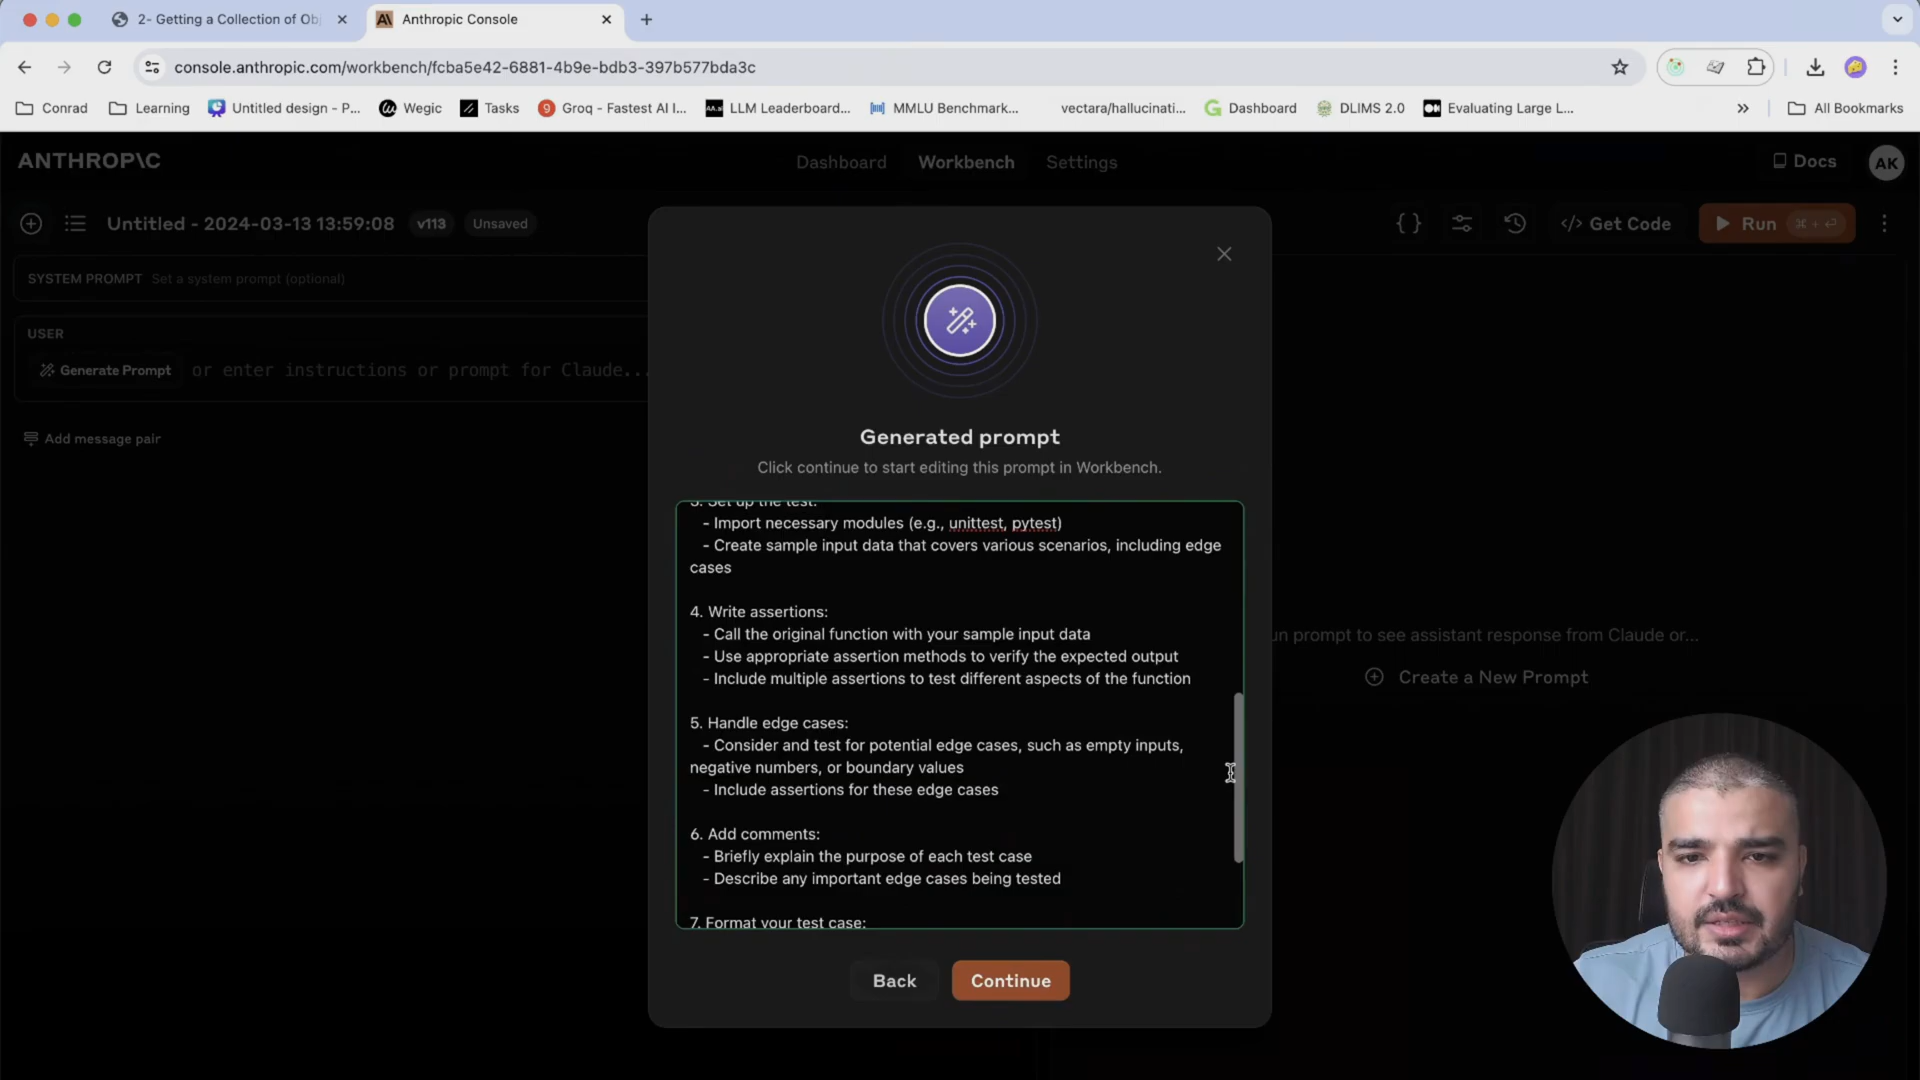 2- Getting a Collection of Ob
Anthropic Console
console.anthropic.com/workbench/fcba5e42-6881-4b9e-bdb3-397b577bda3c
Conrad
Learning
Untitled design - P...
Wegic
Tasks
Groq - Fastest AI I...
LLM Leaderboard...
MMLU Benchmark...
vectara/hallucinati...
Dashboard
DLIMS 2.0
Evaluating Large L...
All Bookmarks
ANTHROP\C
Dashboard
Workbench
Settings
Docs
AK
Untitled - 2024-03-13 13:59:08
v113
Unsaved
Get Code
Run
SYSTEM PROMPT Set a system prompt (optional)
USER
Generate Prompt or enter instructions or prompt for Claude...
Add message pair
Generated prompt
Click continue to start editing this prompt in Workbench.
3. Set up the test:
- Import necessary modules (e.g., unittest, pytest)
- Create sample input data that covers various scenarios, including edge
cases
4. Write assertions:
- Call the original function with your sample input data
- Use appropriate assertion methods to verify the expected output
- Include multiple assertions to test different aspects of the function
5. Handle edge cases:
- Consider and test for potential edge cases, such as empty inputs,
negative numbers, or boundary values
- Include assertions for these edge cases
6. Add comments:
- Briefly explain the purpose of each test case
- Describe any important edge cases being tested
7. Format your test case:
Back
Continue
un prompt to see assistant response from Claude or...
Create a New Prompt